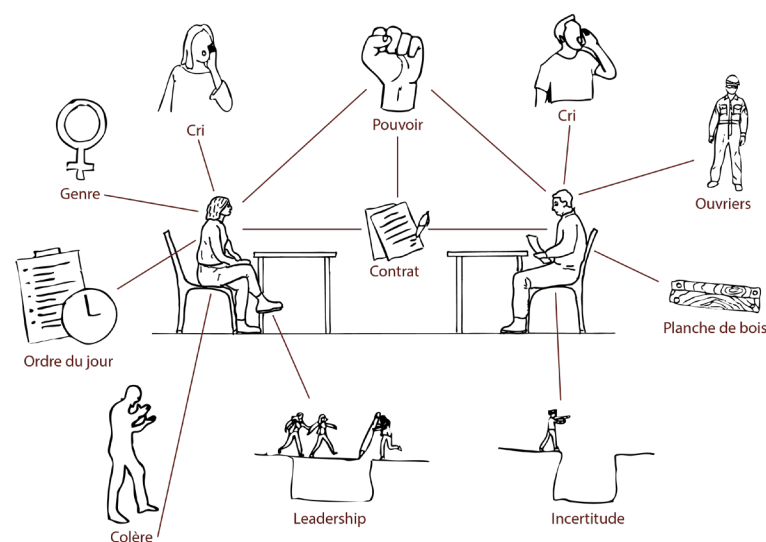 Cri
Pouvoir
Cri
Genre
Ouvriers
Contrat
Ordre du jour
Planche de bois
Leadership
Incertitude
Colère